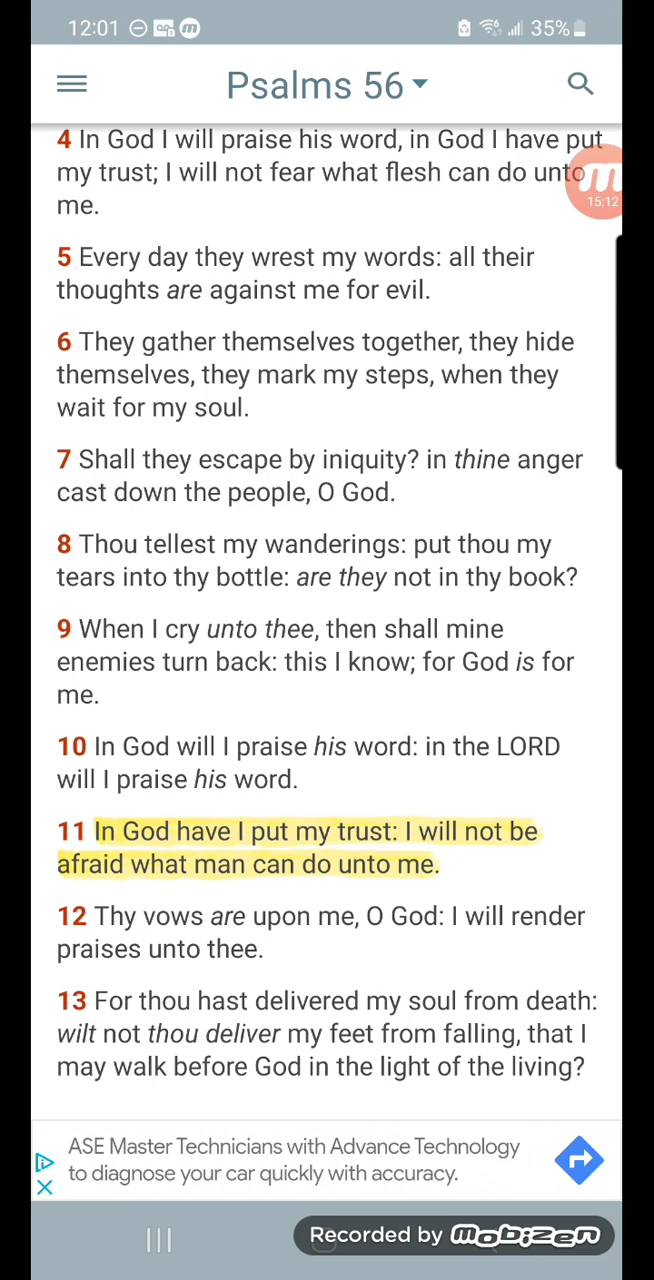 12:01 35%
Psalms 56
4 In God I will praise his word, in God I have put
my trust; I will not fear what flesh can do unto
me.
15:12
5 Every day they wrest my words: all their
thoughts are against me for evil.
6 They gather themselves together, they hide
themselves, they mark my steps, when they
wait for my soul.
7 Shall they escape by iniquity? in thine anger
cast down the people, O God.
8 Thou tellest my wanderings: put thou my
tears into thy bottle: are they not in thy book?
9 When I cry unto thee, then shall mine
enemies turn back: this I know; for God is for
me.
10 In God will I praise his word: in the LORD
will I praise his word.
11 In God have I put my trust: I will not be
afraid what man can do unto me.
12 Thy vows are upon me, O God: I will render
praises unto thee.
13 For thou hast delivered my soul from death:
wilt not thou deliver my feet from falling, that I
may walk before God in the light of the living?
ASE Master Technicians with Advance Technology
to diagnose your car quickly with accuracy.
Recorded by mobizen